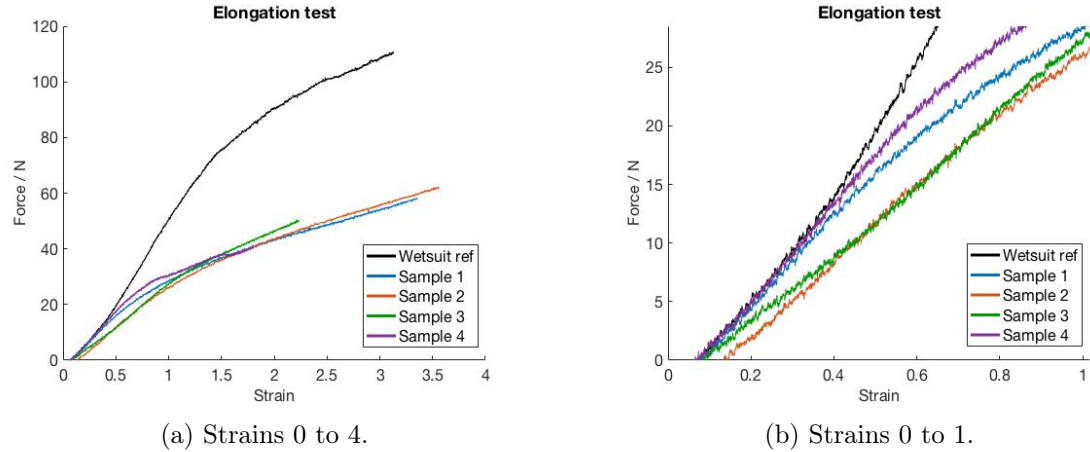 Elongation test
120
100
80
60
40
20
0
Force / N
0 0.5 1 1.5 2 2.5 3 3.5 4
Strain
Wetsuit ref
Sample 1
Sample 2
Sample 3
Sample 4
(a) Strains 0 to 4.
Elongation test
25
20
15
10
5
0
Force / N
0 0.2 0.4 0.6 0.8 1
Strain
Wetsuit ref
Sample 1
Sample 2
Sample 3
Sample 4
(b) Strains 0 to 1.